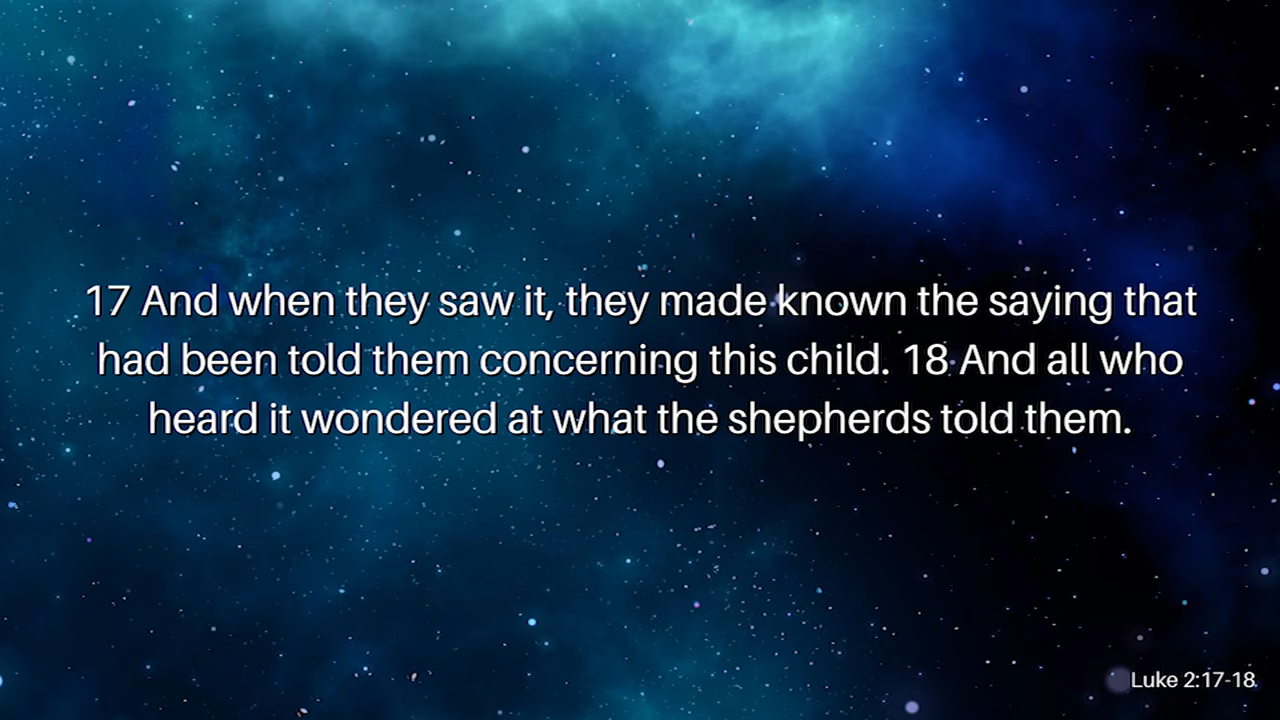 17 And when they saw it, they made known the saying that
had been told them concerning this child. 18 And all who
heard it wondered at what the shepherds told them.
Luke 2:17-18